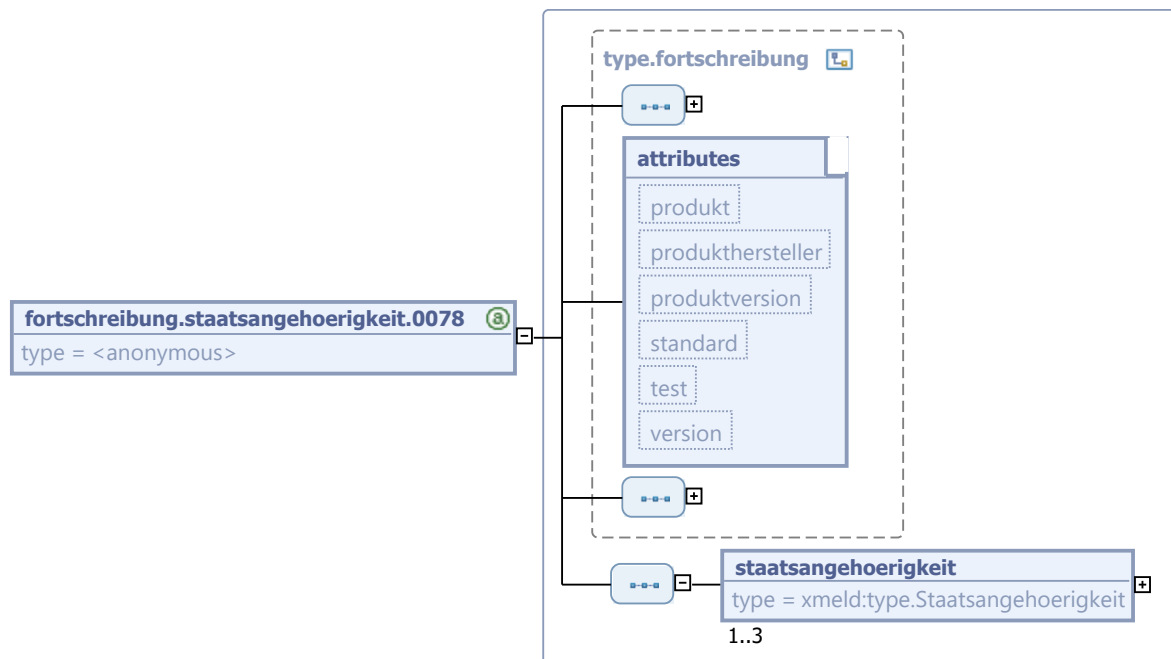 type.fortschreibung
attributes
produkt
produkthersteller
produktversion
standard
test
version
fortschreibung.staatsangehoerigkeit.0078 a
type = <anonymous>
staatsangehoerigkeit
type = xmeld:type.Staatsangehoerigkeit
1..3